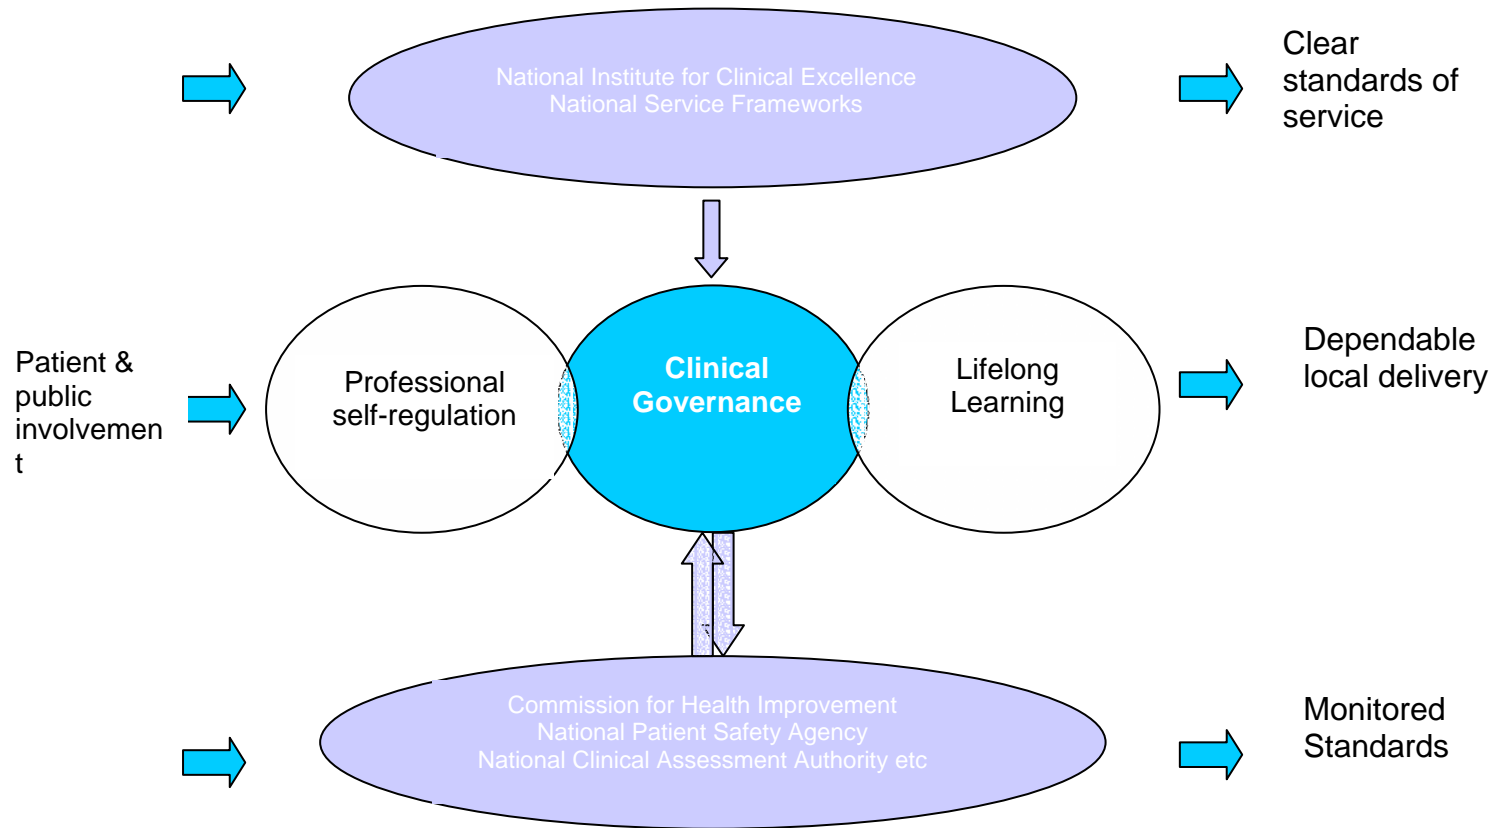 National Institute for Clinical Excellence
National Service Frameworks
Clear
standards of
service
Patient &
public
involvemen
t
Professional
self-regulation
Clinical
Governance
Lifelong
Learning
Dependable
local delivery
Commission for Health Improvement
National Patient Safety Agency
National Clinical Assessment Authority etc
Monitored
Standards